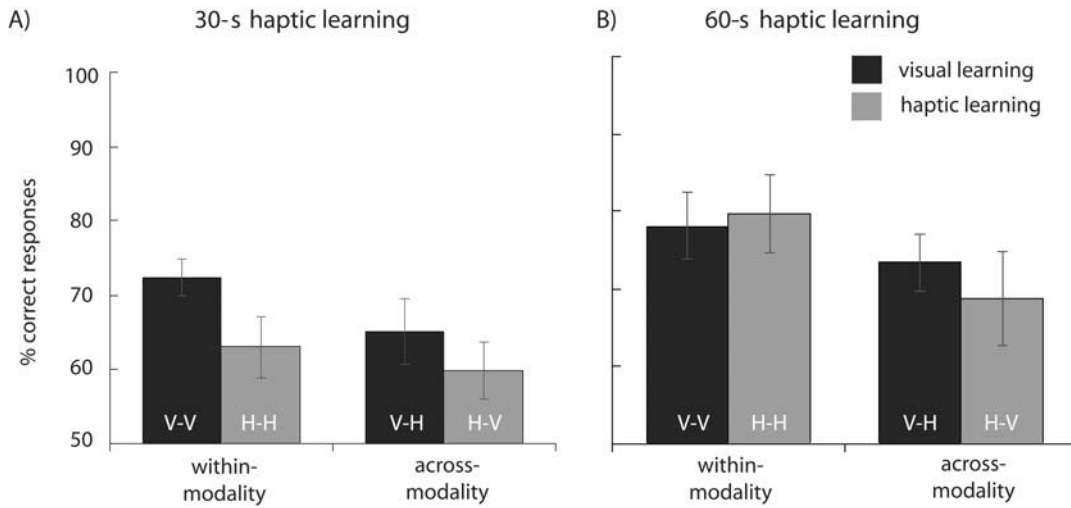 A) 30-s haptic learning
B) 60-s haptic learning
visual learning
haptic learning
% correct responses
100
90
80
70
60
50
V-V H-H V-H H-V
V-V H-H V-H H-V
within-
modality
across-
modality
within-
modality
across-
modality